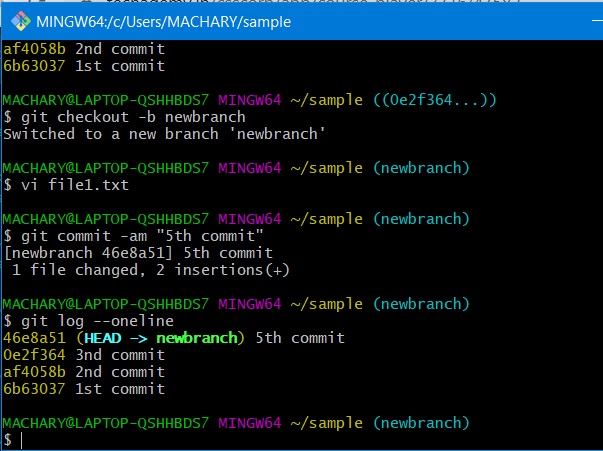 MINGW64:/c/Users/MACHARY/sample
af4058b 2nd commit
6b63037 1st commit
MACHARY@LAPTOP-QSHHBDS7 MINGW64 ~/sample ((0e2f364...))
$ git checkout -b newbranch
Switched to a new branch 'newbranch'
MACHARY@LAPTOP-QSHHBDS7 MINGW64 ~/sample (newbranch)
$ vi file1.txt
MACHARY@LAPTOP-QSHHBDS7 MINGW64 ~/sample (newbranch)
$ git commit -am "5th commit"
[newbranch 46e8a51] 5th commit
 1 file changed, 2 insertions(+)
MACHARY@LAPTOP-QSHHBDS7 MINGW64 ~/sample (newbranch)
$ git log --oneline
46e8a51 (HEAD -> newbranch) 5th commit
0e2f364 3nd commit
af4058b 2nd commit
6b63037 1st commit
MACHARY@LAPTOP-QSHHBDS7 MINGW64 ~/sample (newbranch)
$